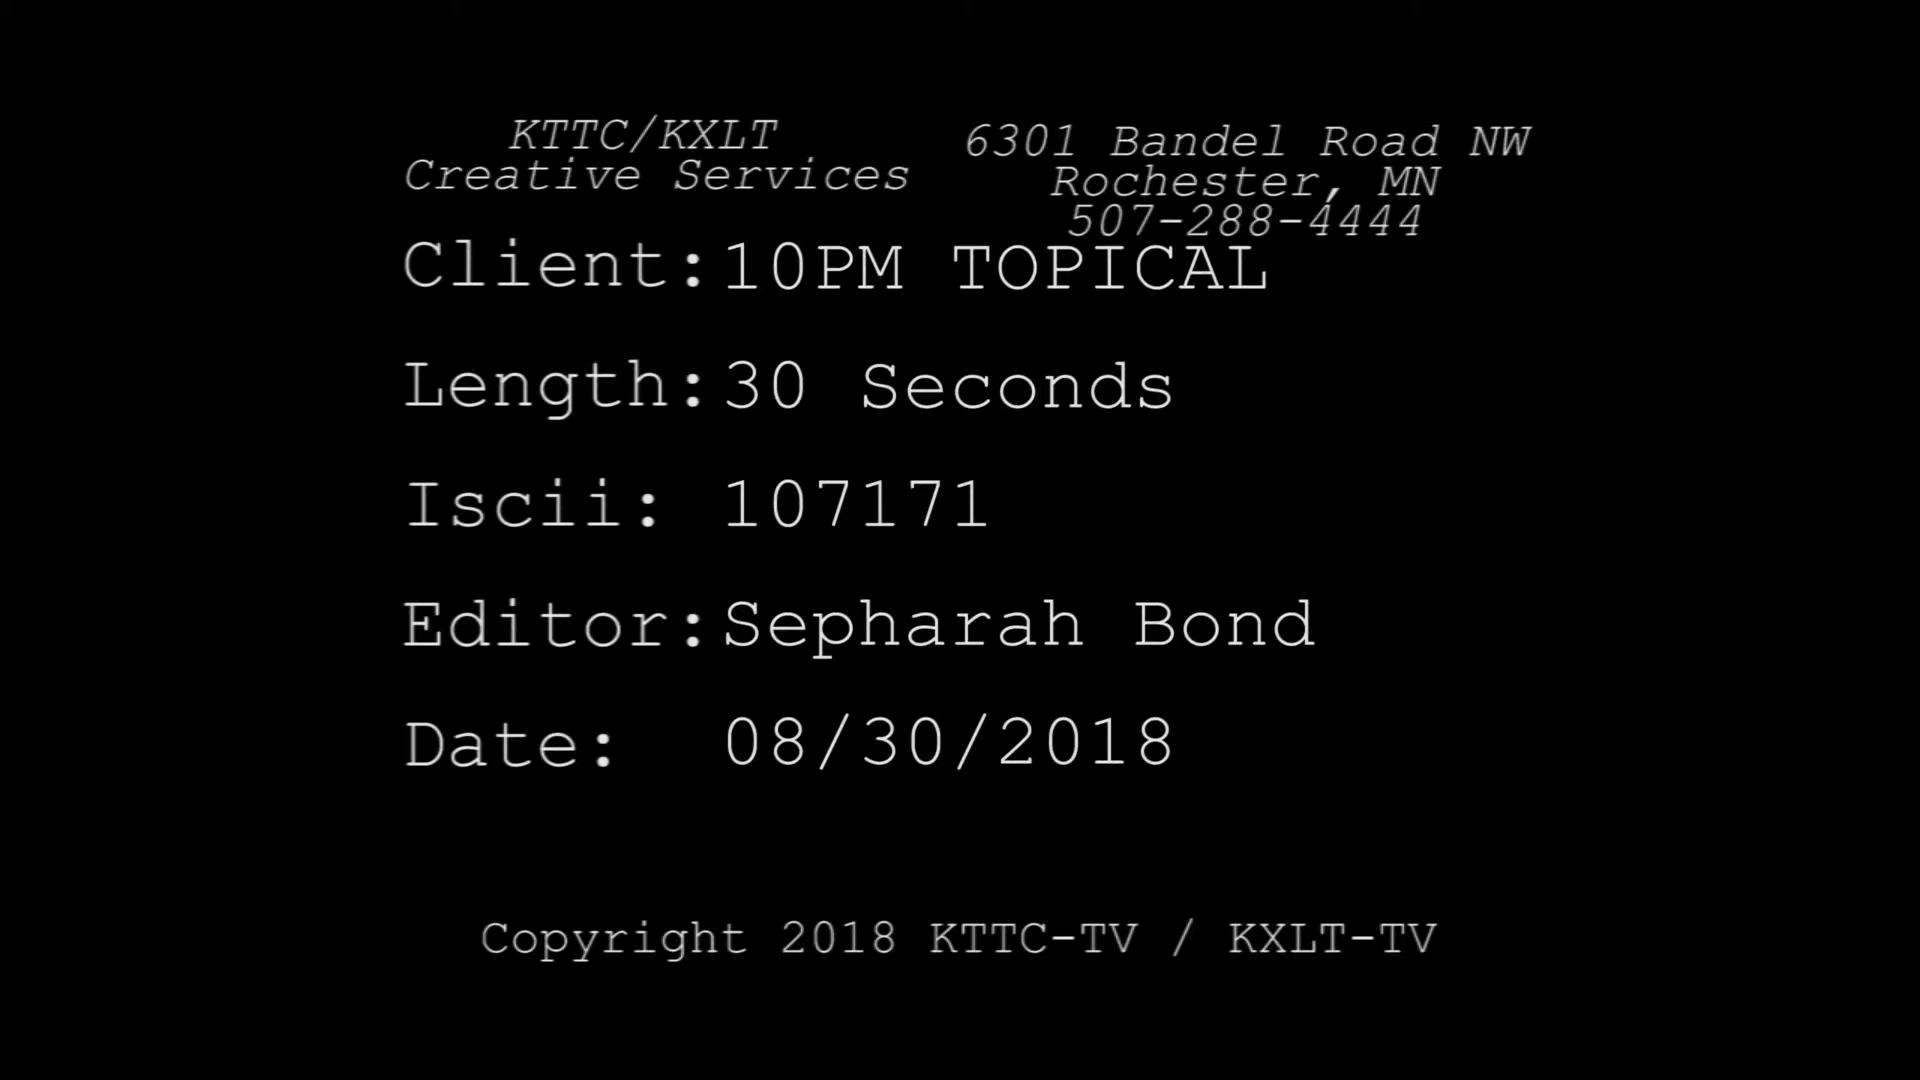 KTTC/KXLT
Creative Services
6301 Bandel Road NW
Rochester, MN
507-288-4444
Client:10PM TOPICAL
Length:30 Seconds
Iscii: 107171
Editor:Sepharah Bond
Date: 08/30/2018
Copyright 2018 KTTC-TV / KXLT-TV